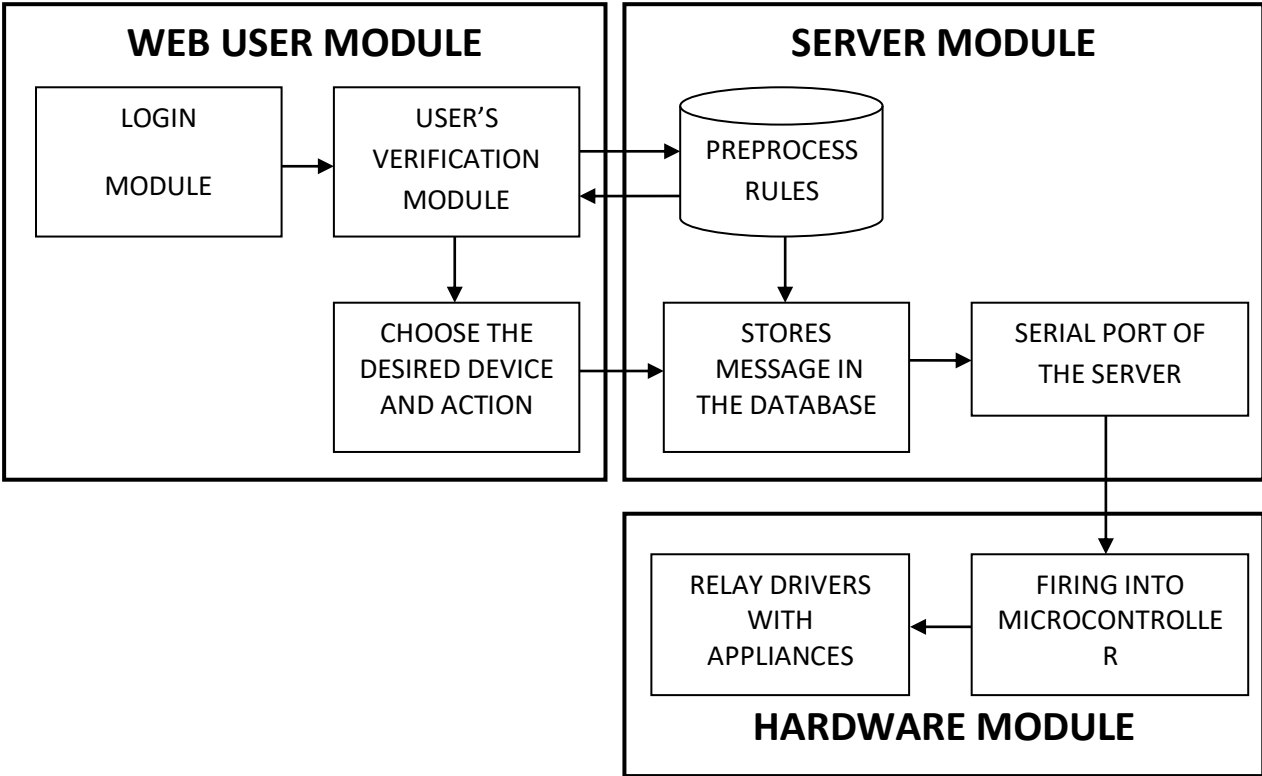 WEB USER MODULE
LOGIN
MODULE
USER’S
VERIFICATION
MODULE
CHOOSE THE
DESIRED DEVICE
AND ACTION
SERVER MODULE
PREPROCESS
RULES
STORES
MESSAGE IN
THE DATABASE
SERIAL PORT OF
THE SERVER
RELAY DRIVERS
WITH
APPLIANCES
FIRING INTO
MICROCONTROLLE
R
HARDWARE MODULE